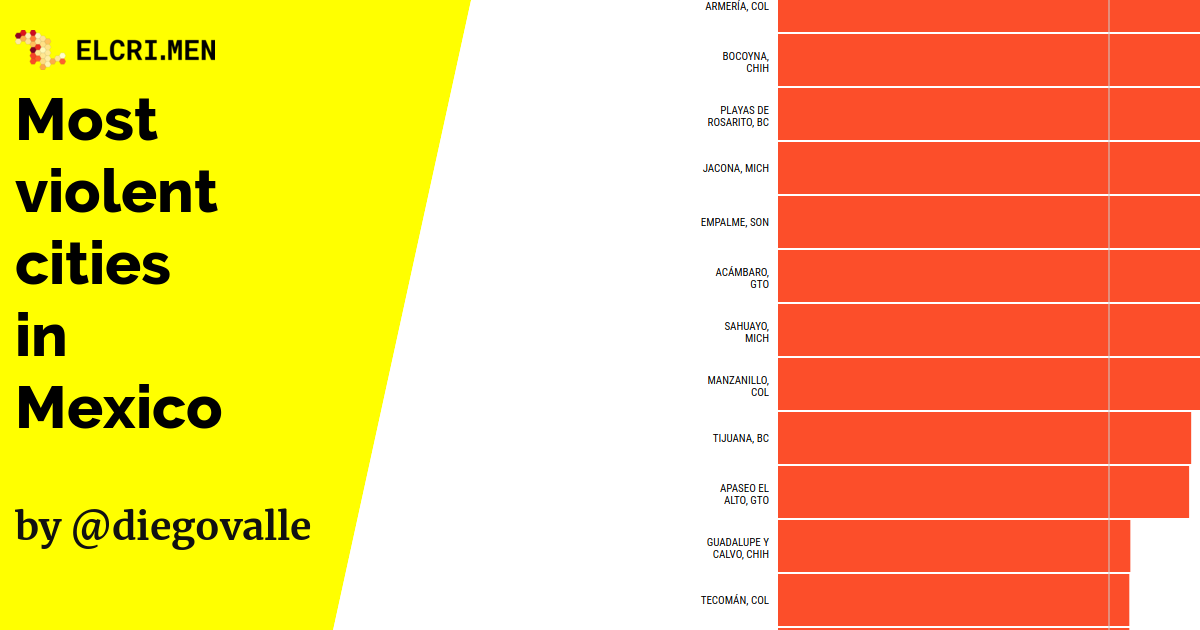 ELCRI.MEN
Most
violent
cities
in
Mexico
by @diegovalle
ARMERÍA, COL
BOCOYNA,
CHIH
PLAYAS DE
ROSARITO, BC
JACONA, MICH
EMPALME, SON
ACÁMBARO,
GTO
SAHUAYO,
MICH
MANZANILLO,
COL
TIJUANA, BC
APASEO EL
ALTO, GTO
GUADALUPE Y
CALVO, CHIH
TECOMÁN, COL